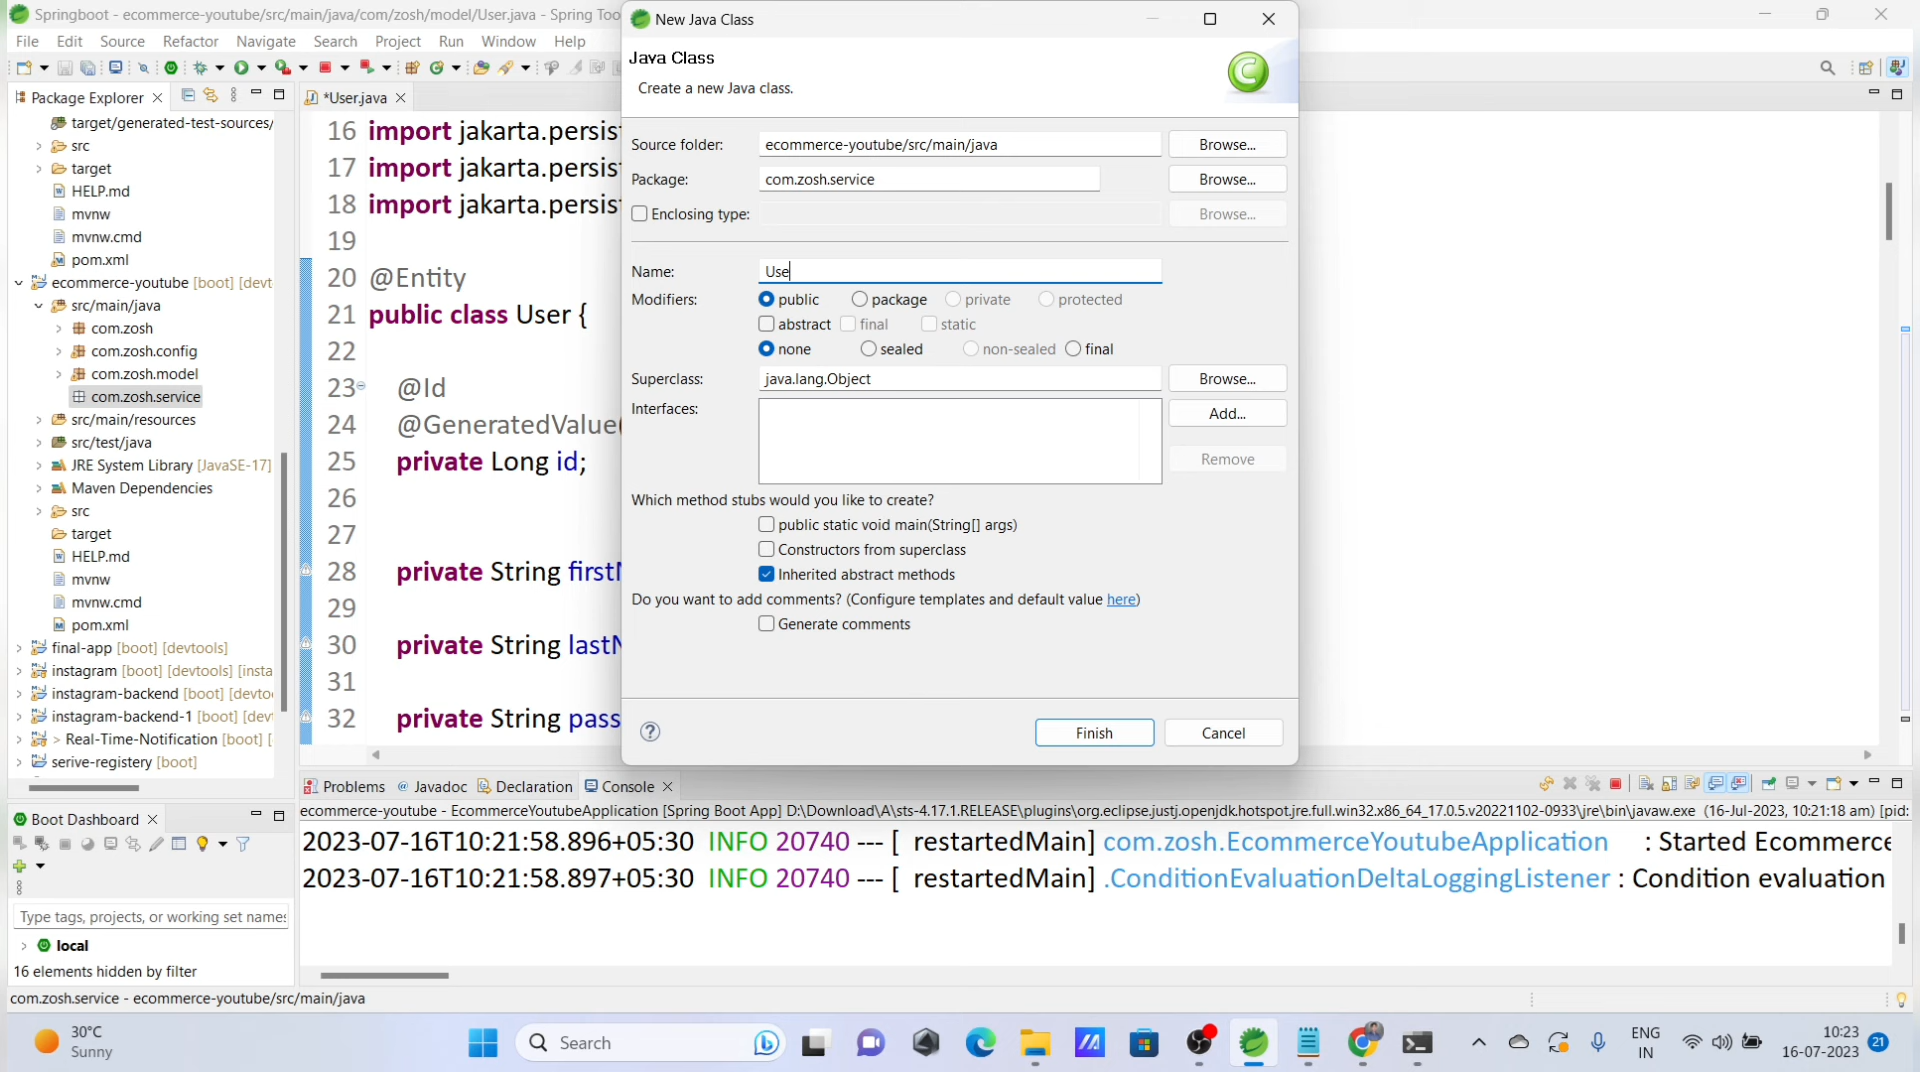 Springboot - ecommerce-youtube/src/main/java/com/zosh/model/User.java - Spring Too
File Edit Source Refactor Navigate Search Project Run Window Help
Package Explorer
target/generated-test-sources/
src
target
HELP.md
mvnw
mvnw.cmd
pom.xml
ecommerce-youtube [boot] [devt
src/main/java
com.zosh
com.zosh.config
com.zosh.model
com.zosh.service
src/main/resources
src/test/java
JRE System Library [JavaSE-17]
Maven Dependencies
src
target
HELP.md
mvnw
mvnw.cmd
pom.xml
final-app [boot] [devtools]
instagram [boot] [devtools] [insta
instagram-backend [boot] [devto
instagram-backend-1 [boot] [dev
> Real-Time-Notification [boot] [
serive-registery [boot]
*User.java
16 import jakarta.persist
17 import jakarta.persist
18 import jakarta.persist
19
20 @Entity
21 public class User {
22
23 @Id
24 @GeneratedValue(
25 private Long id;
26
27
28 private String firstN
29
30 private String lastN
31
32 private String pass
New Java Class
Java Class
Create a new Java class.
C
Source folder: ecommerce-youtube/src/main/java Browse...
Package: com.zosh.service Browse...
Enclosing type: Browse...
Name: Use
Modifiers: public package private protected
abstract final static
none sealed non-sealed final
Superclass: java.lang.Object Browse...
Interfaces: Add...
Remove
Which method stubs would you like to create?
public static void main(String[] args)
Constructors from superclass
Inherited abstract methods
Do you want to add comments? (Configure templates and default value here)
Generate comments
Finish Cancel
Problems @ Javadoc Declaration Console
ecommerce-youtube - EcommerceYoutubeApplication [Spring Boot App] D:\Download\A\sts-4.17.1.RELEASE\plugins\org.eclipse.justj.openjdk.hotspot.jre.full.win32.x86_64_17.0.5.v20221102-0933\jre\bin\javaw.exe (16-Jul-2023, 10:21:18 am) [pid:
2023-07-16T10:21:58.896+05:30 INFO 20740 --- [ restartedMain] com.zosh.EcommerceYoutubeApplication : Started Ecommerce
2023-07-16T10:21:58.897+05:30 INFO 20740 --- [ restartedMain] .ConditionEvaluationDeltaLoggingListener : Condition evaluation
Boot Dashboard
Type tags, projects, or working set names
local
16 elements hidden by filter
com.zosh.service - ecommerce-youtube/src/main/java
30°C
Sunny
Search
ENG
IN
10:23
16-07-2023
21